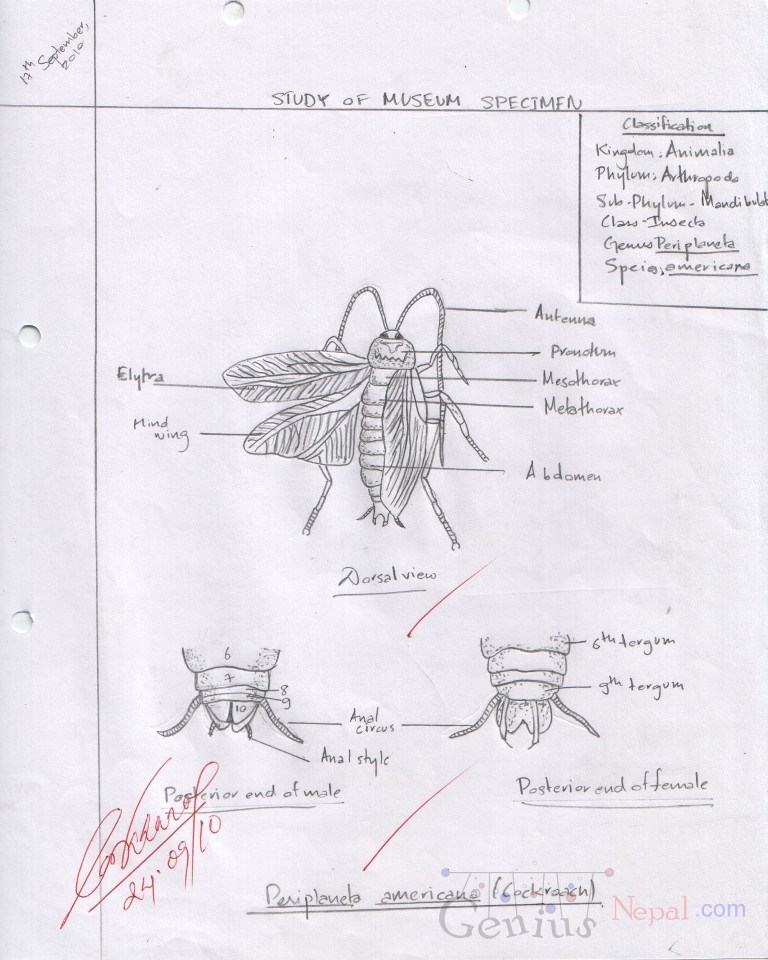 17th September,
2010
STUDY OF MUSEUM SPECIMEN
Classification
Kingdom: Animalia
Phylum: Arthropoda
Sub-Phylum - Mandibul
Class - Insecta
Genus Periplaneta
Specis, americana
Antenna
Pronotum
Mesothorax
Metathorax
Abdomen
Elytra
Hind
wing
Dorsal view
6
7
8
9
10
Anal
circus
Anal style
6th tergum
9th tergum
Posterior end of male
Posterior end of female
24.09/10
Periplaneta americana (Cockroach)
Genius Nepal.com